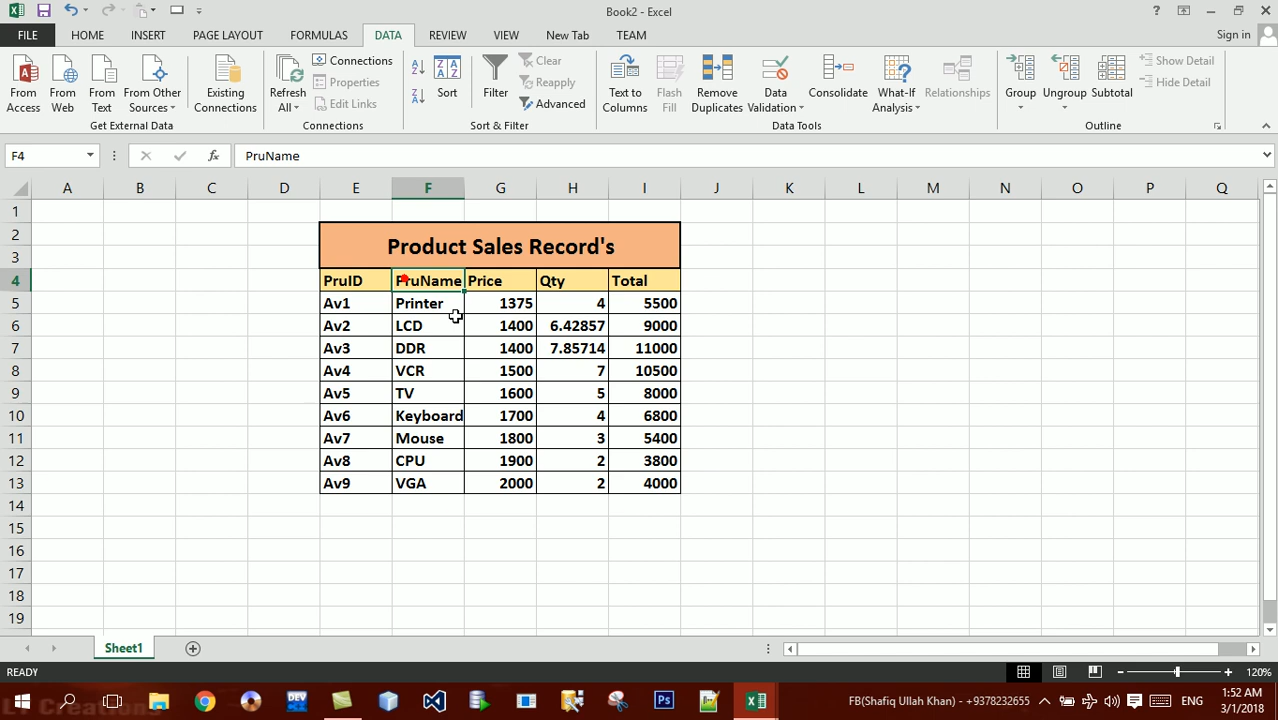 Book2 - Excel
?
FILE HOME INSERT PAGE LAYOUT FORMULAS DATA REVIEW VIEW New Tab TEAM Sign in
From Access
From Web
From Text
From Other Sources
Existing Connections
Get External Data
Refresh All
Connections
Properties
Edit Links
Connections
A Z
Z A
Sort
Filter
Clear
Reapply
Advanced
Sort & Filter
Text to Columns
Flash Fill
Remove Duplicates
Data Validation
Consolidate
What-If Analysis
Relationships
Data Tools
Group
Ungroup
Subtotal
Show Detail
Hide Detail
Outline
F4 fx PruName
A B C D E F G H I J K L M N O P Q
1
2
Product Sales Record's
3
4 PruID PruName Price Qty Total
5 Av1 Printer 1375 4 5500
6 Av2 LCD 1400 6.42857 9000
7 Av3 DDR 1400 7.85714 11000
8 Av4 VCR 1500 7 10500
9 Av5 TV 1600 5 8000
10 Av6 Keyboard 1700 4 6800
11 Av7 Mouse 1800 3 5400
12 Av8 CPU 1900 2 3800
13 Av9 VGA 2000 2 4000
14
15
16
17
18
19
Sheet1
READY 120%
LT Creations
DEV
Ps
FB(Shafiq Ullah Khan) - +9378232655 ENG 1:52 AM
3/1/2018